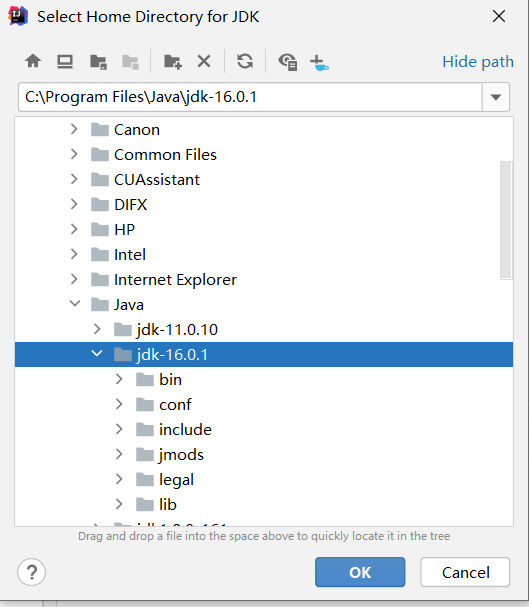 Select Home Directory for JDK
Hide path
C:\Program Files\Java\jdk-16.0.1
Canon
Common Files
CUAssistant
DIFX
HP
Intel
Internet Explorer
Java
jdk-11.0.10
jdk-16.0.1
bin
conf
include
jmods
legal
lib
Drag and drop a file into the space above to quickly locate it in the tree
?
OK
Cancel